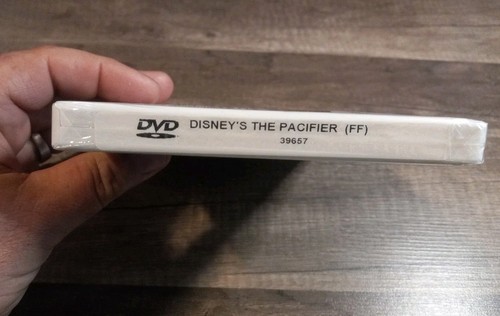 DVD DISNEY'S THE PACIFIER (FF)
39657